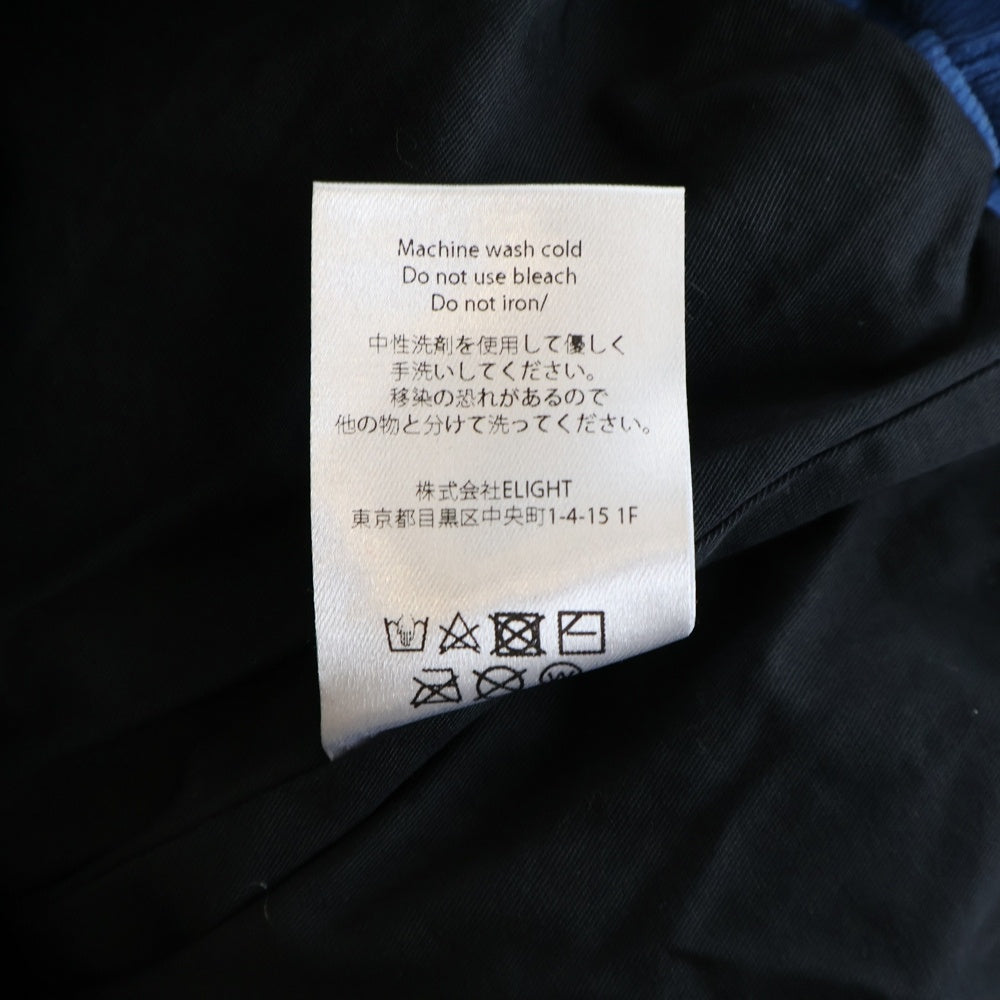 Machine wash cold
Do not use bleach
Do not iron/
中性洗剤を使用して優しく
手洗いしてください。
移染の恐れがあるので
他の物と分けて洗ってください。
株式会社ELIGHT
東京都目黒区中央町1-4-15 1F
W